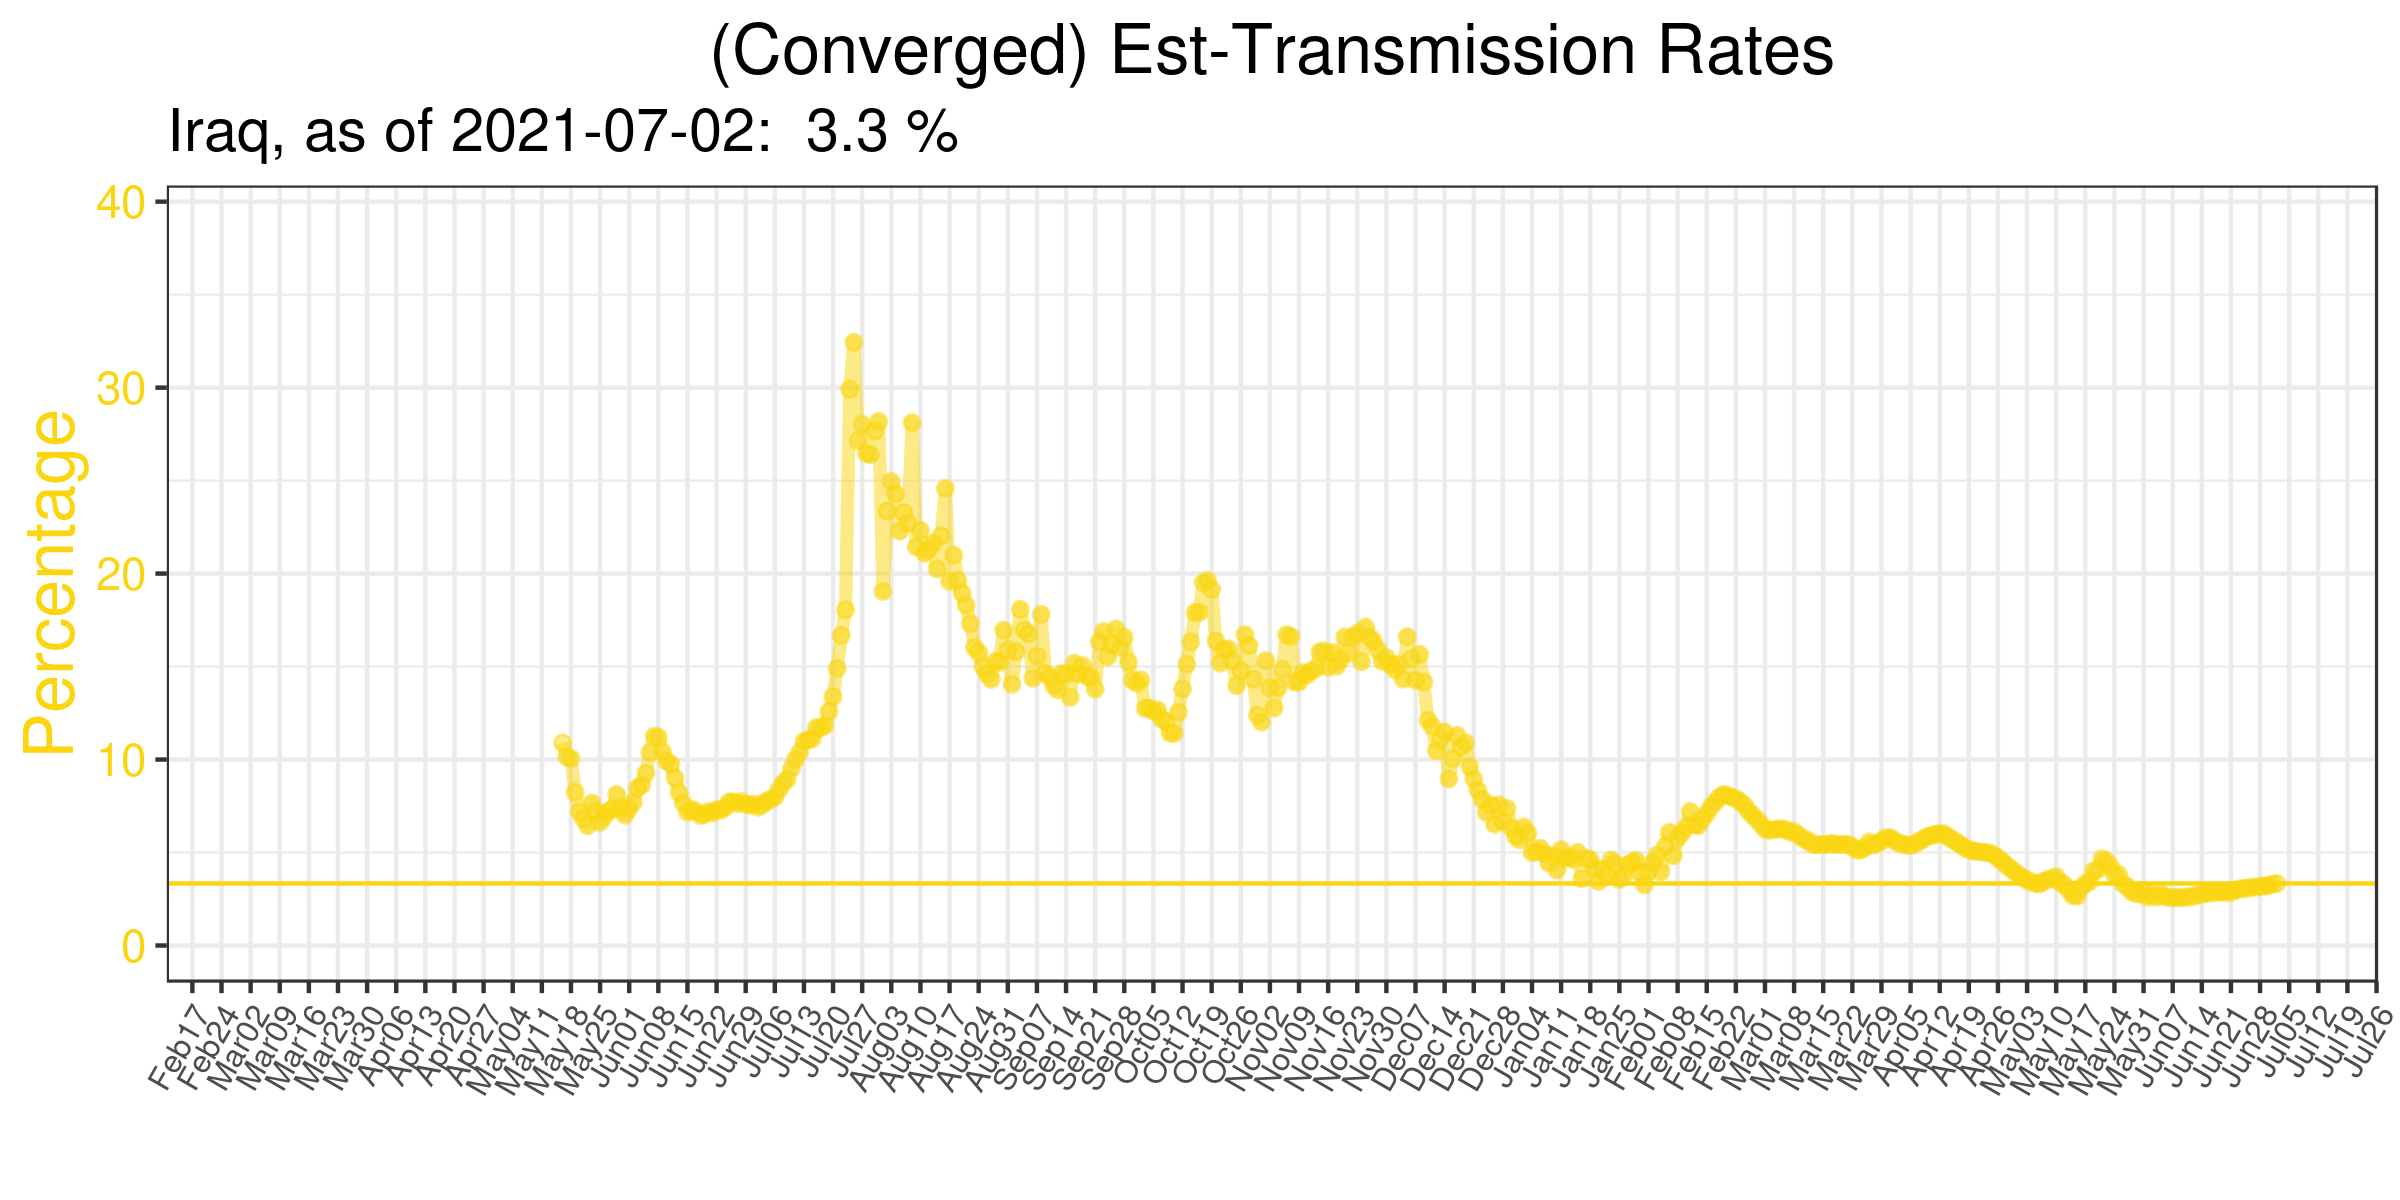 (Converged) Est-Transmission Rates
Iraq, as of 2021-07-02:  3.3 %
Percentage
40
30
20
10
0
Feb17
Feb24
Mar02
Mar09
Mar16
Mar23
Mar30
Apr06
Apr13
Apr20
Apr27
May04
May11
May18
May25
Jun01
Jun08
Jun15
Jun22
Jun29
Jul06
Jul13
Jul20
Jul27
Aug03
Aug10
Aug17
Aug24
Aug31
Sep07
Sep14
Sep21
Sep28
Oct05
Oct12
Oct19
Oct26
Nov02
Nov09
Nov16
Nov23
Nov30
Dec07
Dec14
Dec21
Dec28
Jan04
Jan11
Jan18
Jan25
Feb01
Feb08
Feb15
Feb22
Mar01
Mar08
Mar15
Mar22
Mar29
Apr05
Apr12
Apr19
Apr26
May03
May10
May17
May24
May31
Jun07
Jun14
Jun21
Jun28
Jul05
Jul12
Jul19
Jul26